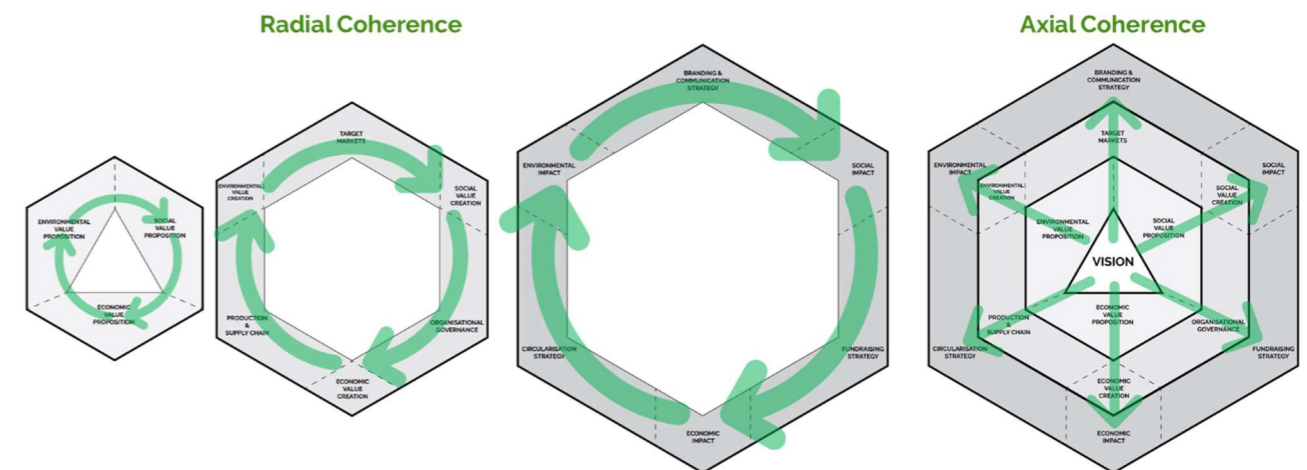 Radial Coherence
ENVIRONMENTAL
VALUE
PROPOSITION
SOCIAL
VALUE
PROPOSITION
ECONOMIC
VALUE
PROPOSITION
TARGET
MARKETS
ENVIRONMENTAL
VALUE
CREATION
SOCIAL
VALUE
CREATION
PRODUCTION
&
SUPPLY CHAIN
ORGANISATIONAL
GOVERNANCE
ECONOMIC
VALUE
CREATION
BRANDING &
COMMUNICATION
STRATEGY
ENVIRONMENTAL
IMPACT
SOCIAL
IMPACT
CIRCULARISATION
STRATEGY
FUNDRAISING
STRATEGY
ECONOMIC
IMPACT
Axial Coherence
BRANDING &
COMMUNICATION
STRATEGY
TARGET
MARKETS
ENVIRONMENTAL
IMPACT
SOCIAL
IMPACT
ENVIRONMENTAL
VALUE
CREATION
SOCIAL
VALUE
CREATION
ENVIRONMENTAL
VALUE
PROPOSITION
SOCIAL
VALUE
PROPOSITION
VISION
ECONOMIC
VALUE
PROPOSITION
PRODUCTION
&
SUPPLY CHAIN
ORGANISATIONAL
GOVERNANCE
CIRCULARISATION
STRATEGY
FUNDRAISING
STRATEGY
ECONOMIC
VALUE
CREATION
ECONOMIC
IMPACT